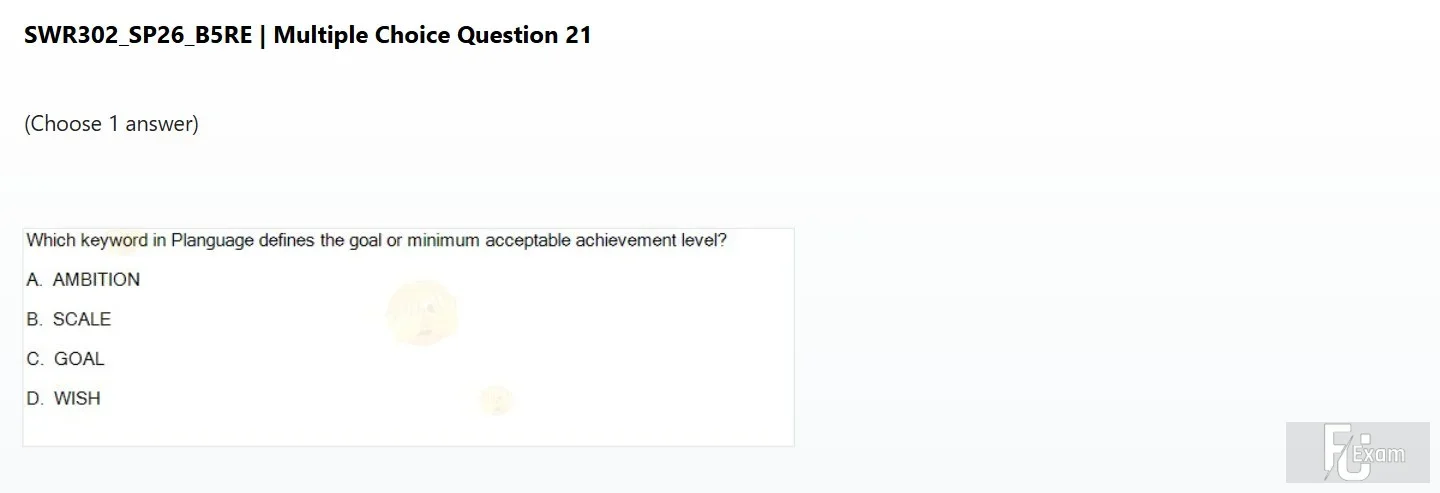 SWR302_SP26_B5RE | Multiple Choice Question 21
(Choose 1 answer)
Which keyword in Planguage defines the goal or minimum acceptable achievement level?
A. AMBITION
B. SCALE
C. GOAL
D. WISH
FU Exam